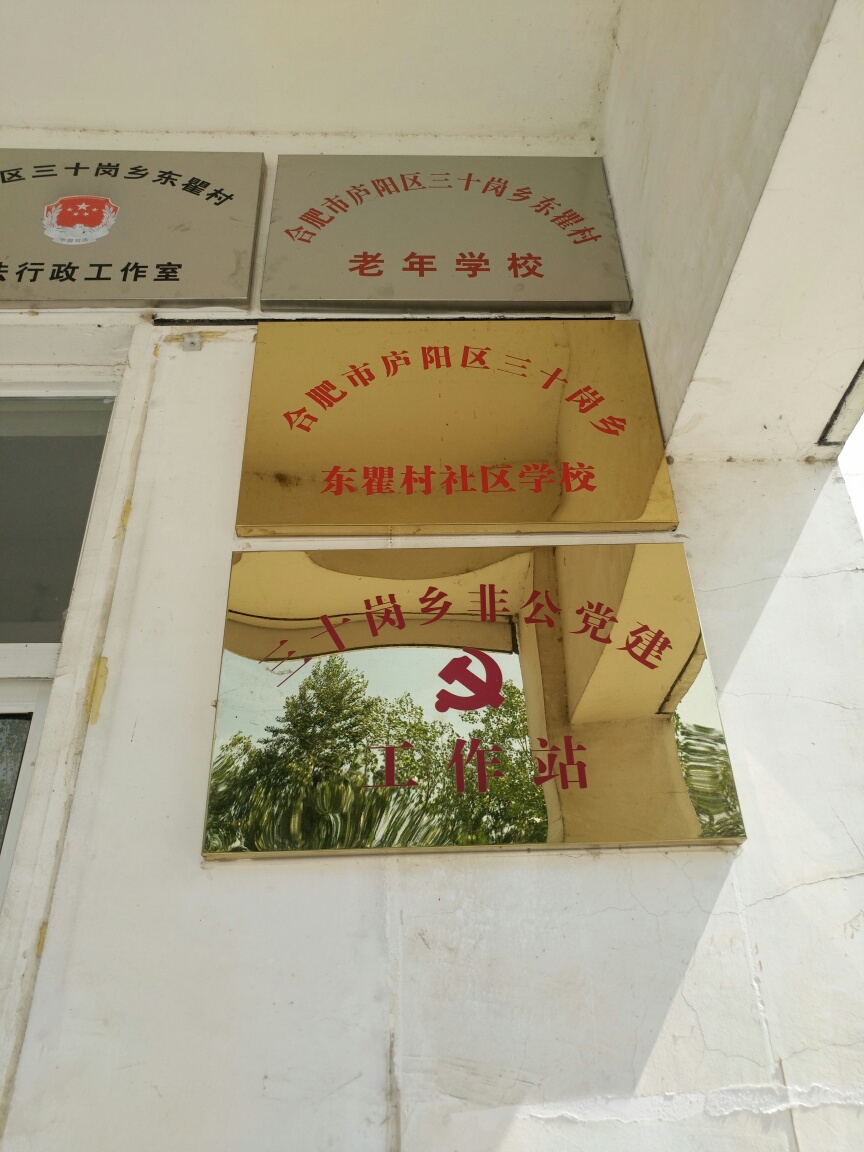 区三十岗乡东瞿村
法行政工作室
合肥市庐阳区三十岗乡东瞿村
老年学校
合肥市庐阳区三十岗乡
东瞿村社区学校
三十岗乡非公党建
工作站